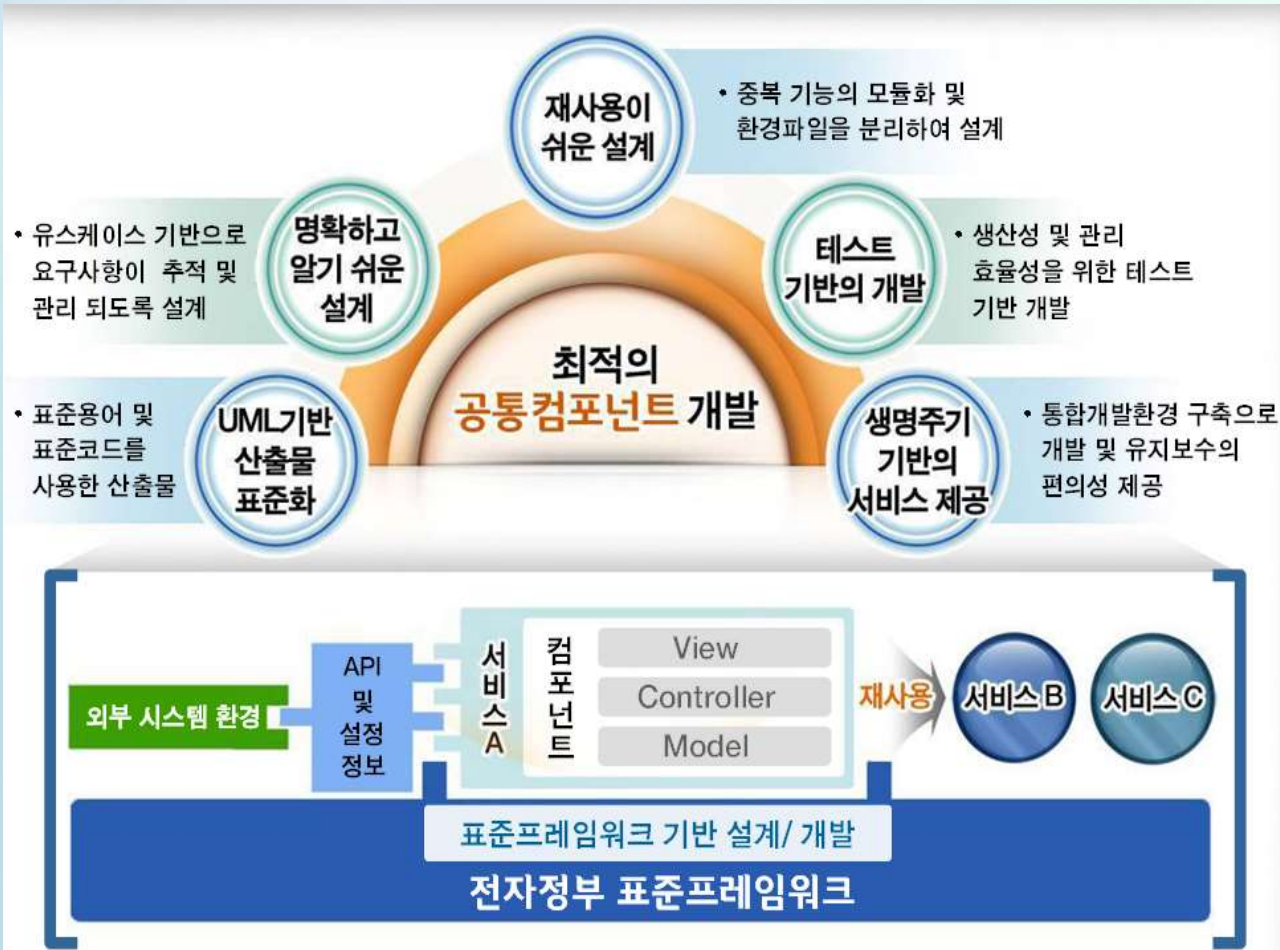 재사용이
쉬운 설계
• 중복 기능의 모듈화 및
환경파일을 분리하여 설계
• 유스케이스 기반으로
요구사항이 추적 및
관리 되도록 설계
명확하고
알기 쉬운
설계
테스트
기반의 개발
• 생산성 및 관리
효율성을 위한 테스트
기반 개발
최적의
공통컴포넌트 개발
• 표준용어 및
표준코드를
사용한 산출물
UML기반
산출물
표준화
생명주기
기반의
서비스 제공
• 통합개발환경 구축으로
개발 및 유지보수의
편의성 제공
외부 시스템 환경
API
및
설정
정보
서비스A
컴포넌트
View
Controller
Model
재사용
서비스 B
서비스 C
표준프레임워크 기반 설계/ 개발
전자정부 표준프레임워크